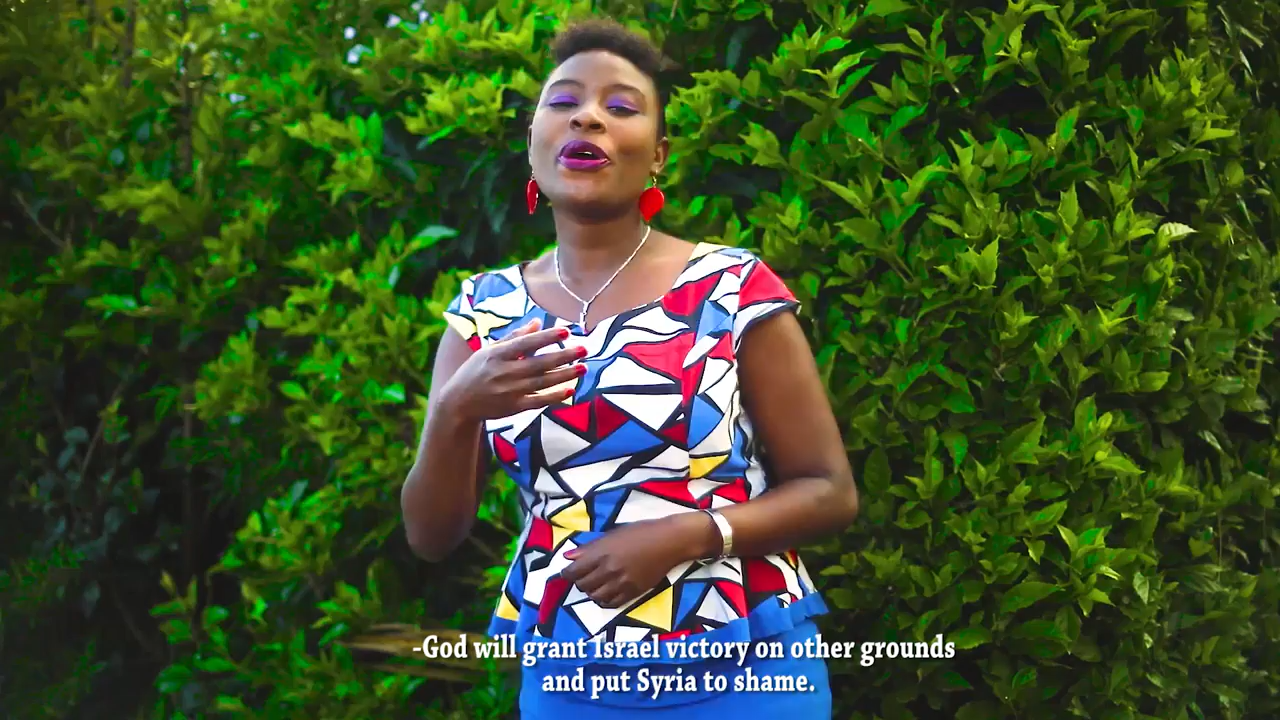 -God will grant Israel victory on other grounds
and put Syria to shame.